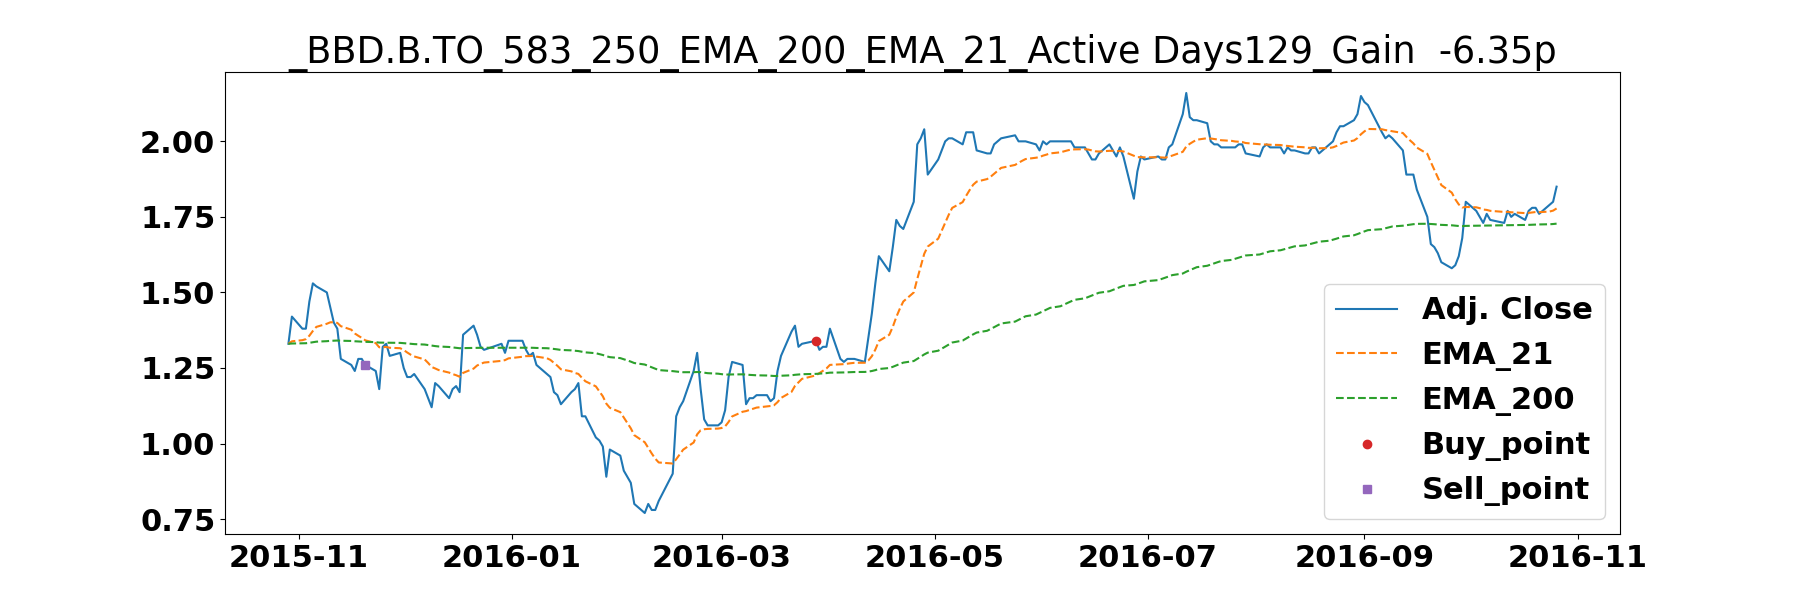 _BBD.B.TO_583_250_EMA_200_EMA_21_Active Days129_Gain  -6.35p
2.00
1.75
1.50
1.25
1.00
0.75
Adj. Close
EMA_21
EMA_200
Buy_point
Sell_point
2015-11 2016-01 2016-03 2016-05 2016-07 2016-09 2016-11